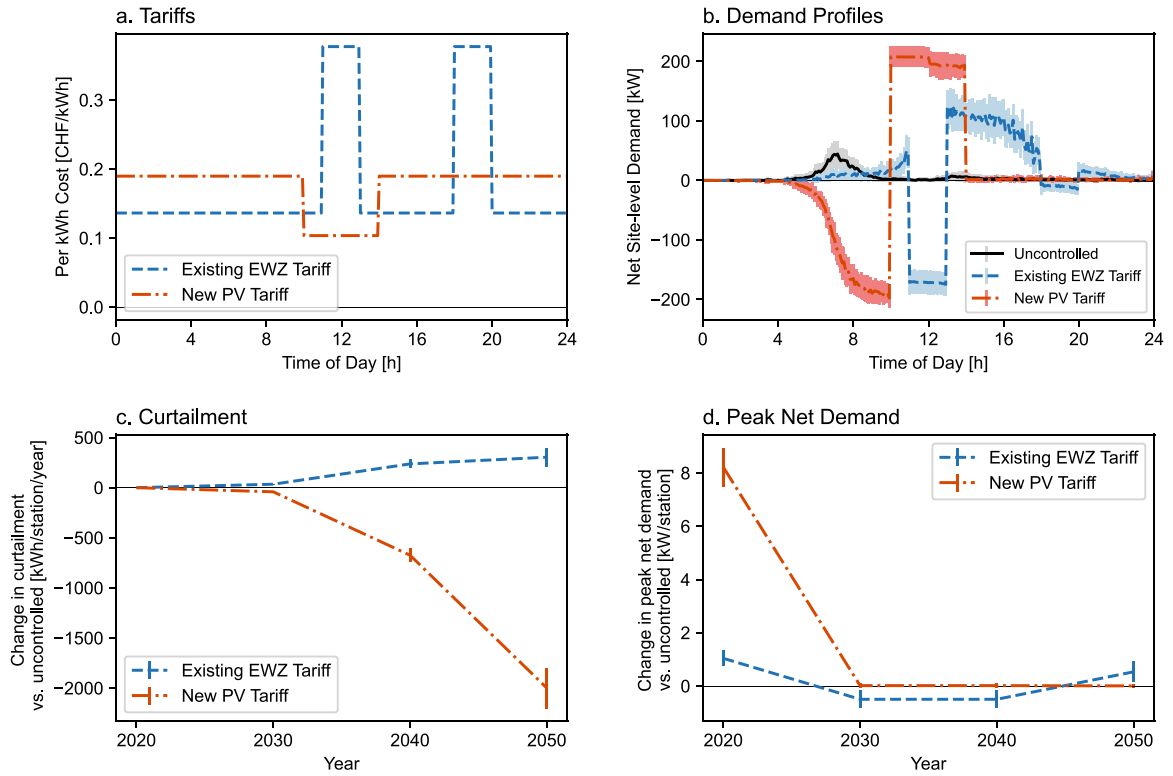 a. Tariffs
Per kWh Cost [CHF/kWh]
0.3
0.2
0.1
0.0
Existing EWZ Tariff
New PV Tariff
0 4 8 12 16 20 24
Time of Day [h]
b. Demand Profiles
Net Site-level Demand [kW]
200
100
0
−100
−200
Uncontrolled
Existing EWZ Tariff
New PV Tariff
0 4 8 12 16 20 24
Time of Day [h]
c. Curtailment
Change in curtailment
vs. uncontrolled [kWh/station/year]
500
0
−500
−1000
−1500
−2000
Existing EWZ Tariff
New PV Tariff
2020 2030 2040 2050
Year
d. Peak Net Demand
Change in peak net demand
vs. uncontrolled [kW/station]
8
6
4
2
0
Existing EWZ Tariff
New PV Tariff
2020 2030 2040 2050
Year